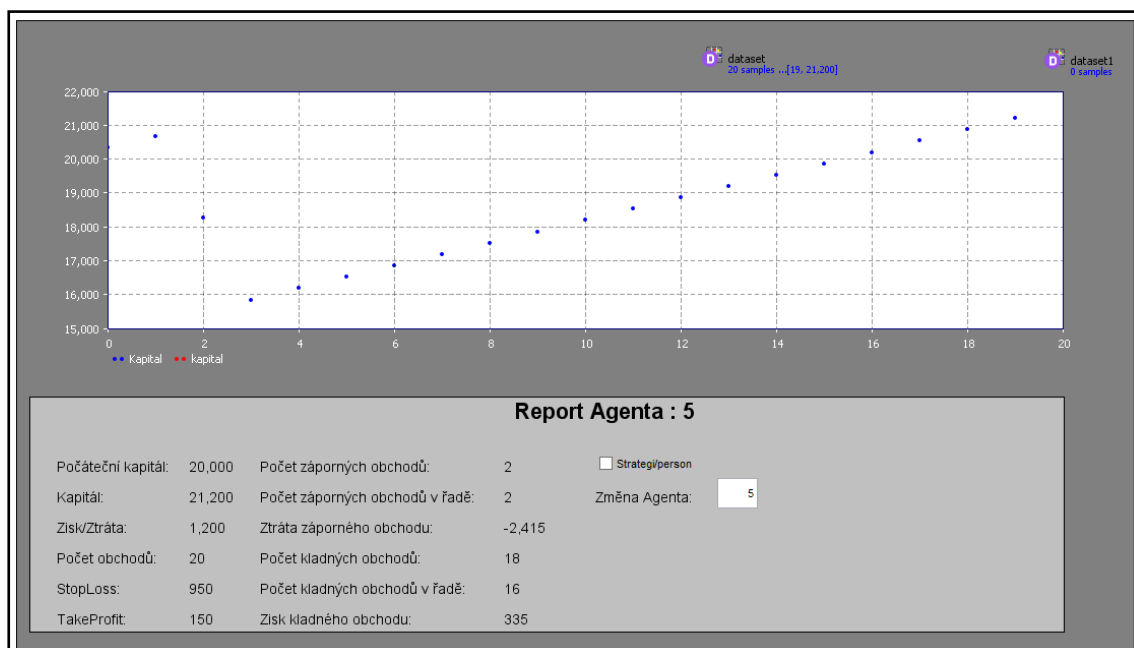 dataset
20 samples ...[19, 21,200]
dataset1
0 samples
22,000
21,000
20,000
19,000
18,000
17,000
16,000
15,000
0 2 4 6 8 10 12 14 16 18 20
Kapital kapital
Report Agenta : 5
Počáteční kapitál: 20,000 Počet záporných obchodů: 2 Strategi/person
Kapitál: 21,200 Počet záporných obchodů v řadě: 2 Změna Agenta: 5
Zisk/Ztráta: 1,200 Ztráta záporného obchodu: -2,415
Počet obchodů: 20 Počet kladných obchodů: 18
StopLoss: 950 Počet kladných obchodů v řadě: 16
TakeProfit: 150 Zisk kladného obchodu: 335